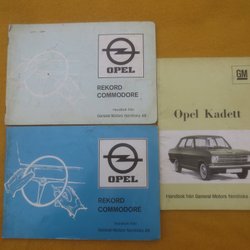 OPEL
REKORD
COMMODORE
Handbok från
General Motors Nordiska AB
OPEL
REKORD
COMMODORE
Handbok från
General Motors Nordiska AB
GM
Opel Kadett
Handbok från General Motors Nordiska